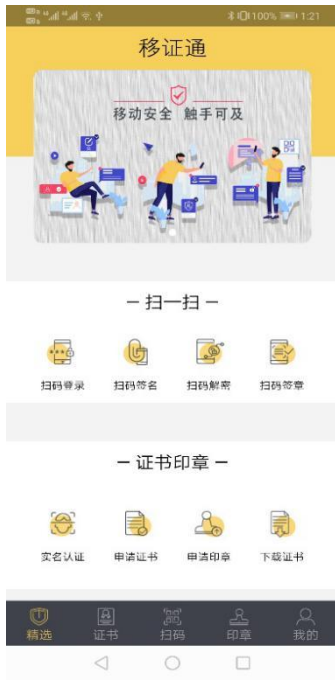 100% 1:21
移证通
移动安全 触手可及
扫一扫
扫码登录 扫码签名 扫码解密 扫码签章
证书印章
实名认证 申请证书 申请印章 下载证书
精选 证书 扫码 印章 我的